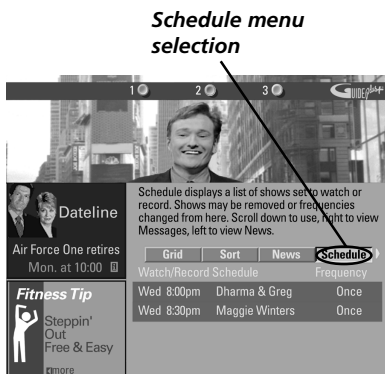 Schedule menu
selection
1 2 3 GUIDE Plus+
Schedule displays a list of shows set to watch or
record. Shows may be removed or frequencies
changed from here. Scroll down to use, right to view
Messages, left to view News.
Dateline
Air Force One retires
Mon. at 10:00
Grid Sort News Schedule
Watch/Record Schedule Frequency
Wed 8:00pm Dharma & Greg Once
Wed 8:30pm Maggie Winters Once
Fitness Tip
Steppin'
Out
Free & Easy
more